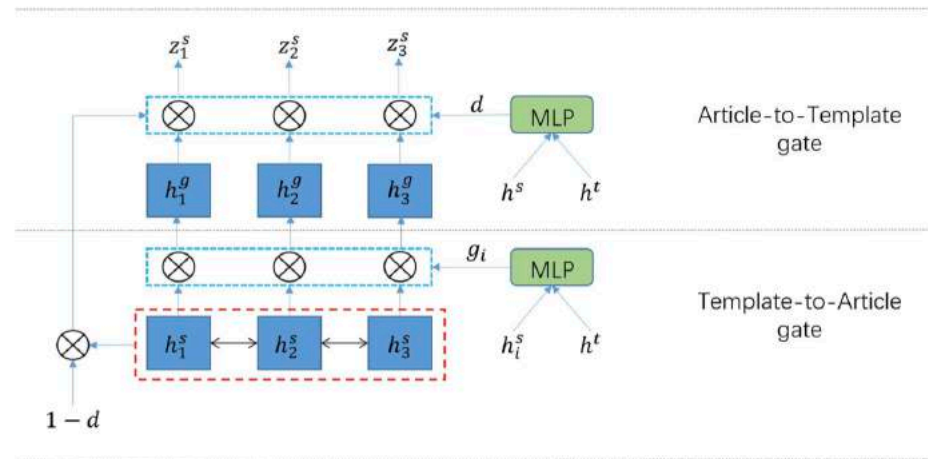 z_1^s z_2^s z_3^s
d MLP Article-to-Template
gate
h_1^g h_2^g h_3^g h^s h^t
g_i MLP Template-to-Article
gate
h_1^s h_2^s h_3^s h_i^s h^t
1 − d